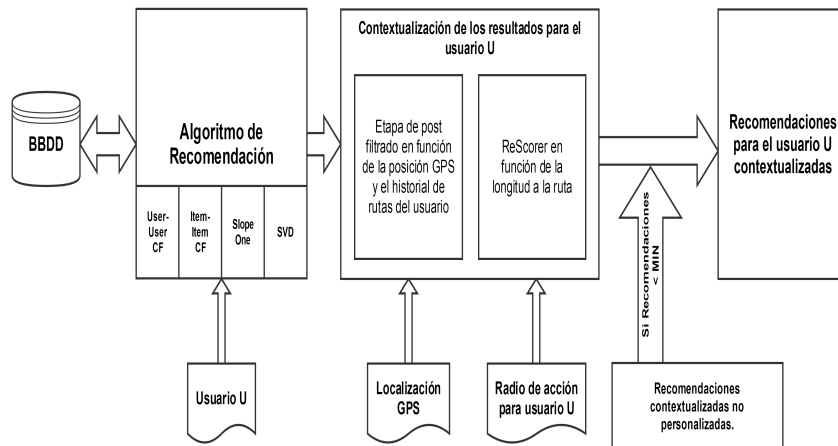 BBDD
Algoritmo de
Recomendación
User-
User
CF
Item-
Item
CF
Slope
One
SVD
Contextualización de los resultados para el
usuario U
Etapa de post
filtrado en función
de la posición GPS
y el historial de
rutas del usuario
ReScorer en
función de la
longitud a la ruta
Recomendaciones
para el usuario U
contextualizadas
Si Recomendaciones
< MIN
Usuario U
Localización
GPS
Radio de acción
para usuario U
Recomendaciones
contextualizadas no
personalizadas.